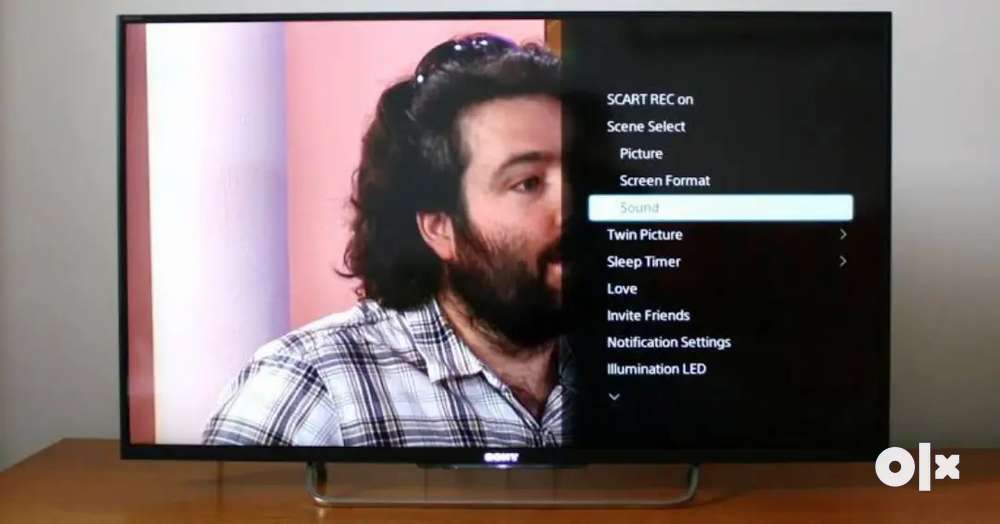 SCART REC on
Scene Select
Picture
Screen Format
Sound
Twin Picture
Sleep Timer
Love
Invite Friends
Notification Settings
Illumination LED
SONY
olx